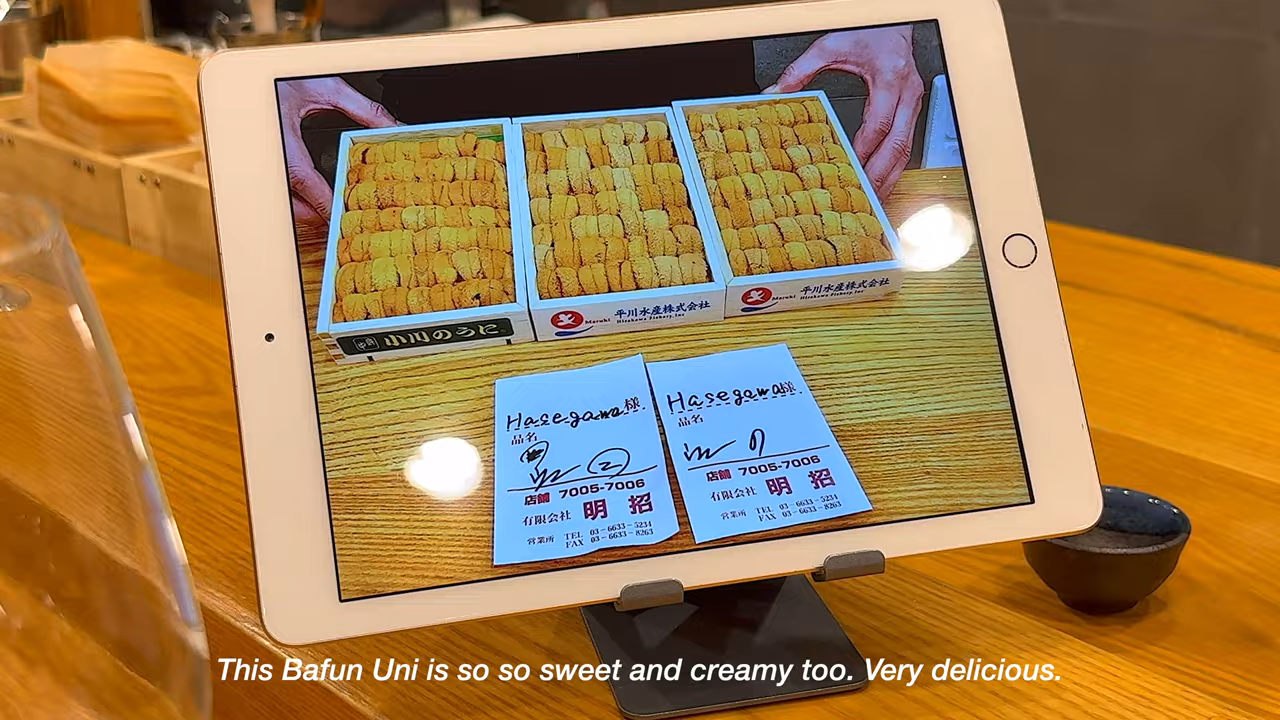 小川のうに
Maruki
平川水産株式会社
Hirakawa Fishery.Inc
Maruki
平川水産株式会社
Hirakawa Fishery.Inc
Hasegawa様
品名
②
店舗 7005-7006
有限会社 明招
営業所 TEL 03-6633-5234
FAX 03-6633-8263
Hasegawa様
品名
店舗 7005-7006
有限会社 明招
営業所 TEL 03-6633-5234
FAX 03-6633-8263
This Bafun Uni is so so sweet and creamy too. Very delicious.